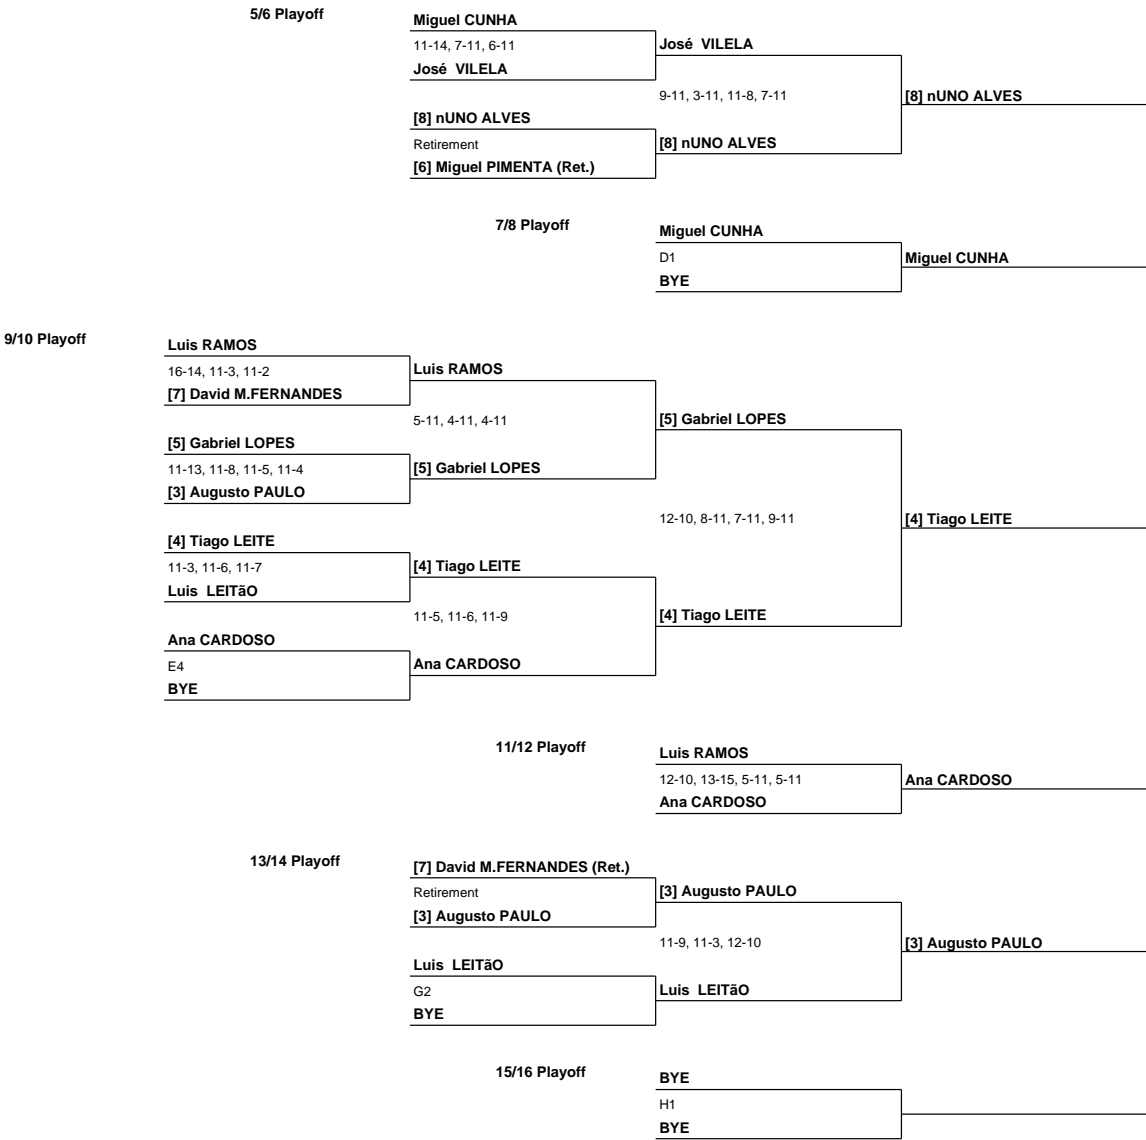 5/6 Playoff
Miguel CUNHA
11-14, 7-11, 6-11
José VILELA
José VILELA
9-11, 3-11, 11-8, 7-11
[8] nUNO ALVES
[8] nUNO ALVES
Retirement
[8] nUNO ALVES
[6] Miguel PIMENTA (Ret.)
7/8 Playoff
Miguel CUNHA
D1
Miguel CUNHA
BYE
9/10 Playoff
Luis RAMOS
16-14, 11-3, 11-2
Luis RAMOS
[7] David M.FERNANDES
5-11, 4-11, 4-11
[5] Gabriel LOPES
[5] Gabriel LOPES
11-13, 11-8, 11-5, 11-4
[5] Gabriel LOPES
[3] Augusto PAULO
12-10, 8-11, 7-11, 9-11
[4] Tiago LEITE
[4] Tiago LEITE
11-3, 11-6, 11-7
[4] Tiago LEITE
Luis LEITãO
11-5, 11-6, 11-9
[4] Tiago LEITE
Ana CARDOSO
E4
Ana CARDOSO
BYE
11/12 Playoff
Luis RAMOS
12-10, 13-15, 5-11, 5-11
Ana CARDOSO
Ana CARDOSO
13/14 Playoff
[7] David M.FERNANDES (Ret.)
Retirement
[3] Augusto PAULO
[3] Augusto PAULO
11-9, 11-3, 12-10
[3] Augusto PAULO
Luis LEITãO
G2
Luis LEITãO
BYE
15/16 Playoff
BYE
H1
BYE